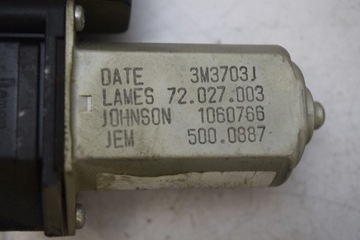 DATE 3M3703J
LAMES 72.027.003
JOHNSON 1060766
JEM 500.0887